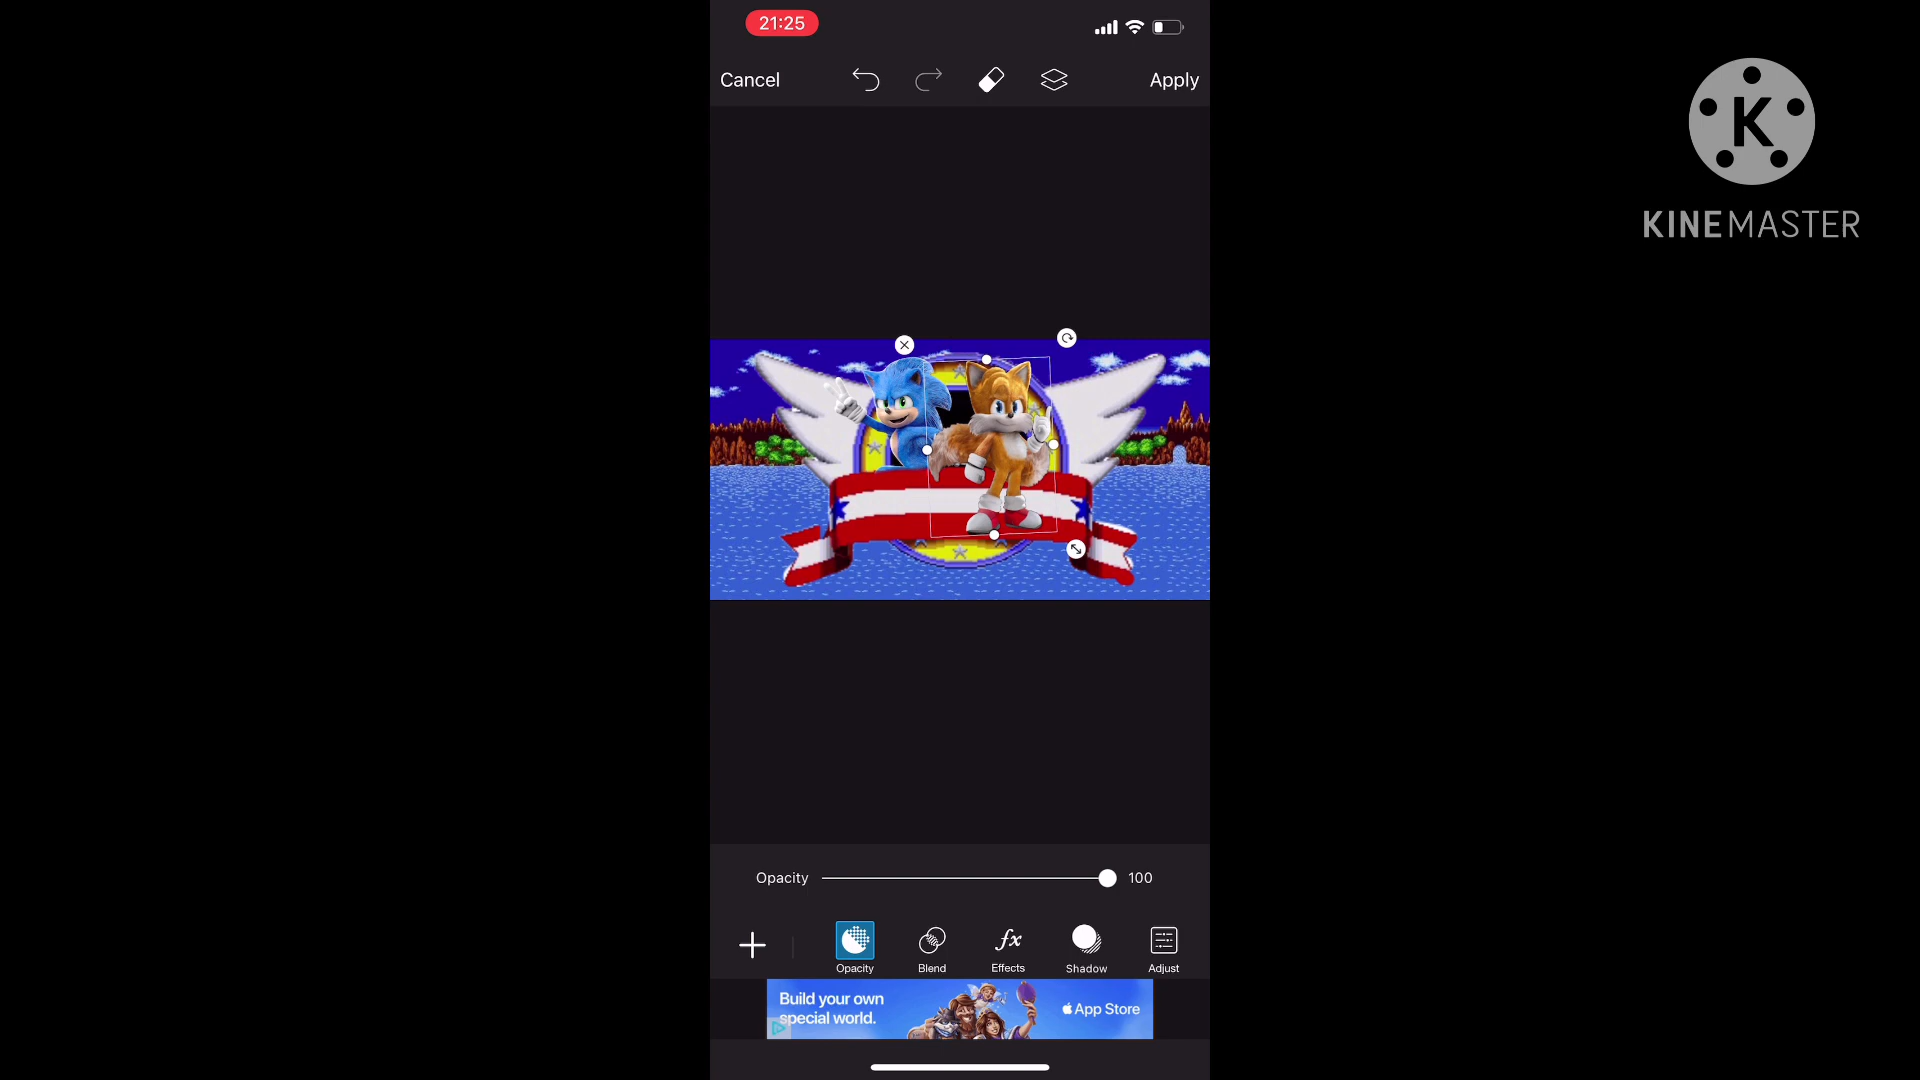 21:25
Cancel
Apply
K
KINEMASTER
Opacity
100
Opacity
Blend
fx
Effects
Shadow
Adjust
Build your own
special world.
App Store